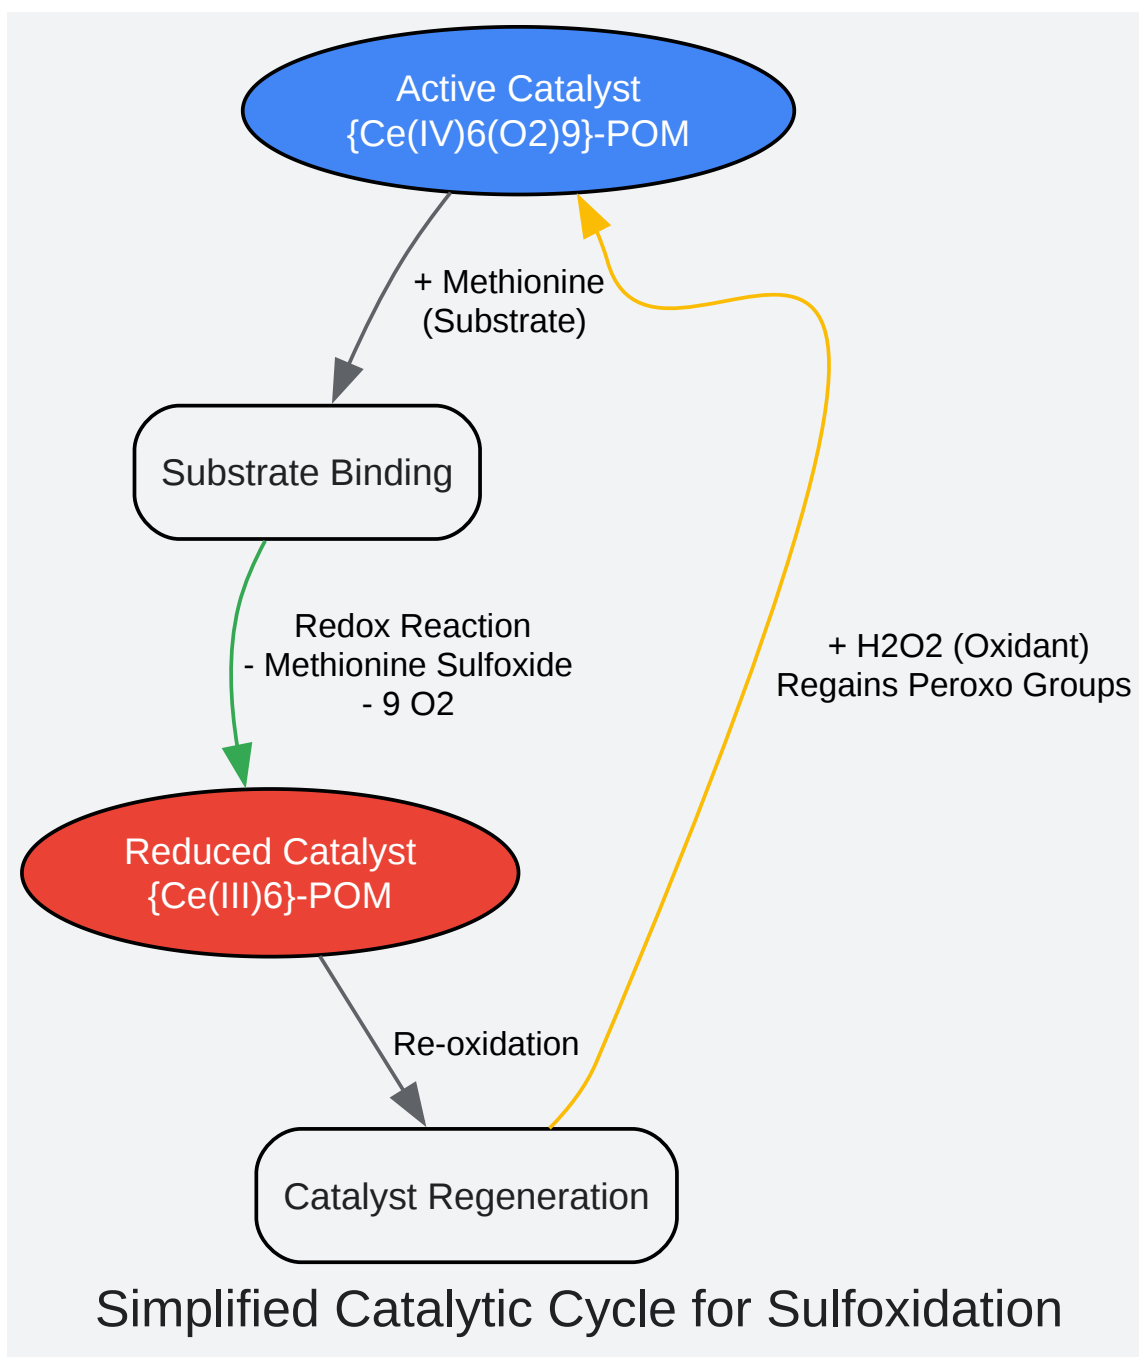 Active Catalyst
{Ce(IV)6(O2)9}-POM
+ Methionine
(Substrate)
Substrate Binding
Redox Reaction
- Methionine Sulfoxide
- 9 O2
+ H2O2 (Oxidant)
Regains Peroxo Groups
Reduced Catalyst
{Ce(III)6}-POM
Re-oxidation
Catalyst Regeneration
Simplified Catalytic Cycle for Sulfoxidation